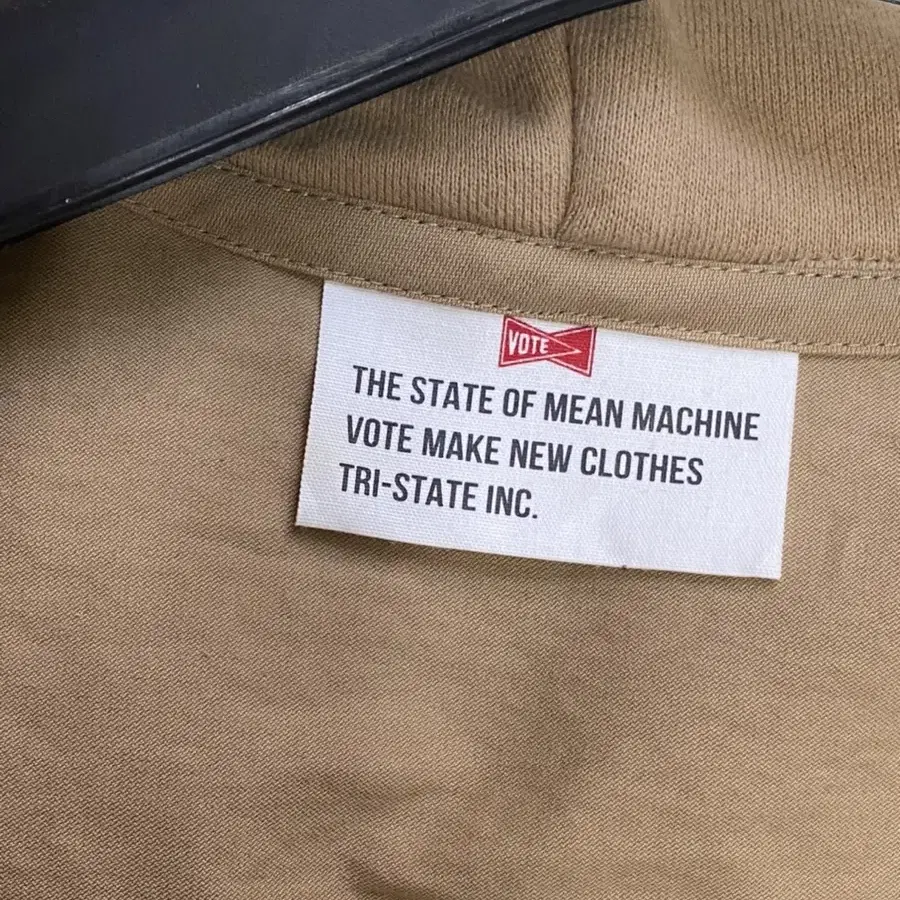 VOTE
THE STATE OF MEAN MACHINE
VOTE MAKE NEW CLOTHES
TRI-STATE INC.